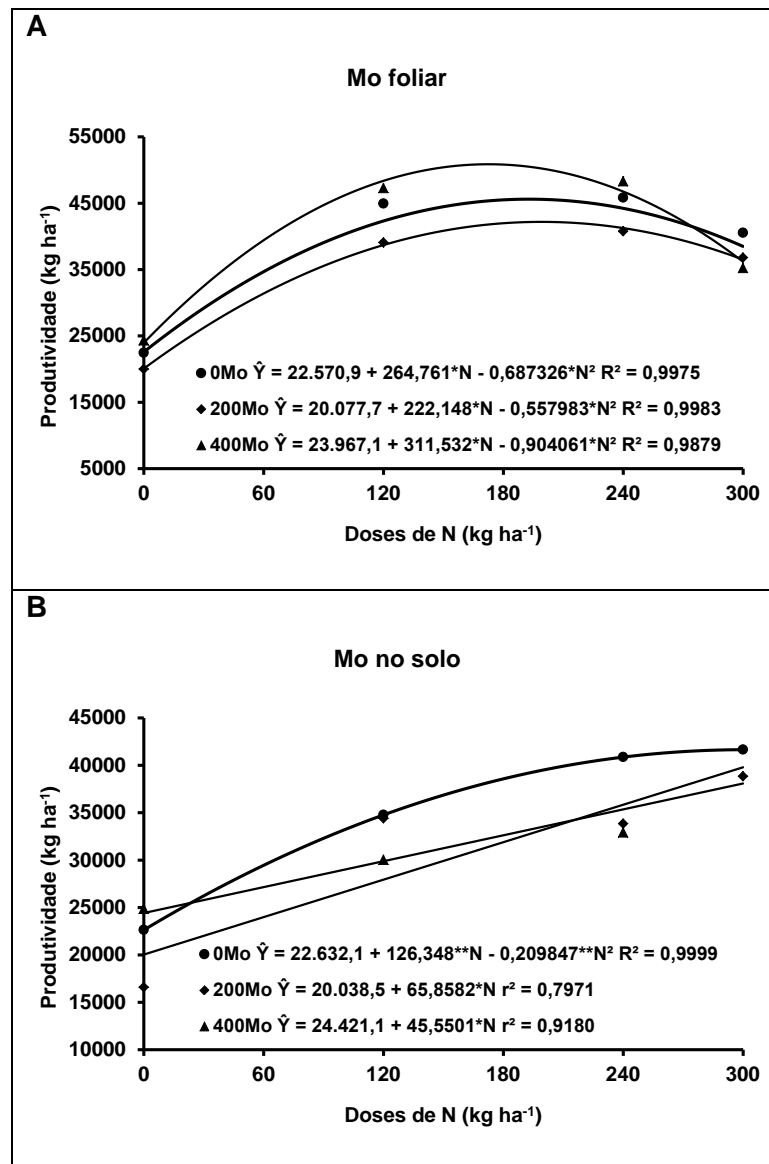 A
Mo foliar
Produtividade (kg ha⁻¹)
55000
45000
35000
25000
15000
5000
0Mo Ŷ = 22.570,9 + 264,761*N - 0,687326*N² R² = 0,9975
200Mo Ŷ = 20.077,7 + 222,148*N - 0,557983*N² R² = 0,9983
400Mo Ŷ = 23.967,1 + 311,532*N - 0,904061*N² R² = 0,9879
0 60 120 180 240 300
Doses de N (kg ha⁻¹)
B
Mo no solo
Produtividade (kg ha⁻¹)
45000
40000
35000
30000
25000
20000
15000
10000
0Mo Ŷ = 22.632,1 + 126,348**N - 0,209847**N² R² = 0,9999
200Mo Ŷ = 20.038,5 + 65,8582*N r² = 0,7971
400Mo Ŷ = 24.421,1 + 45,5501*N r² = 0,9180
0 60 120 180 240 300
Doses de N (kg ha⁻¹)